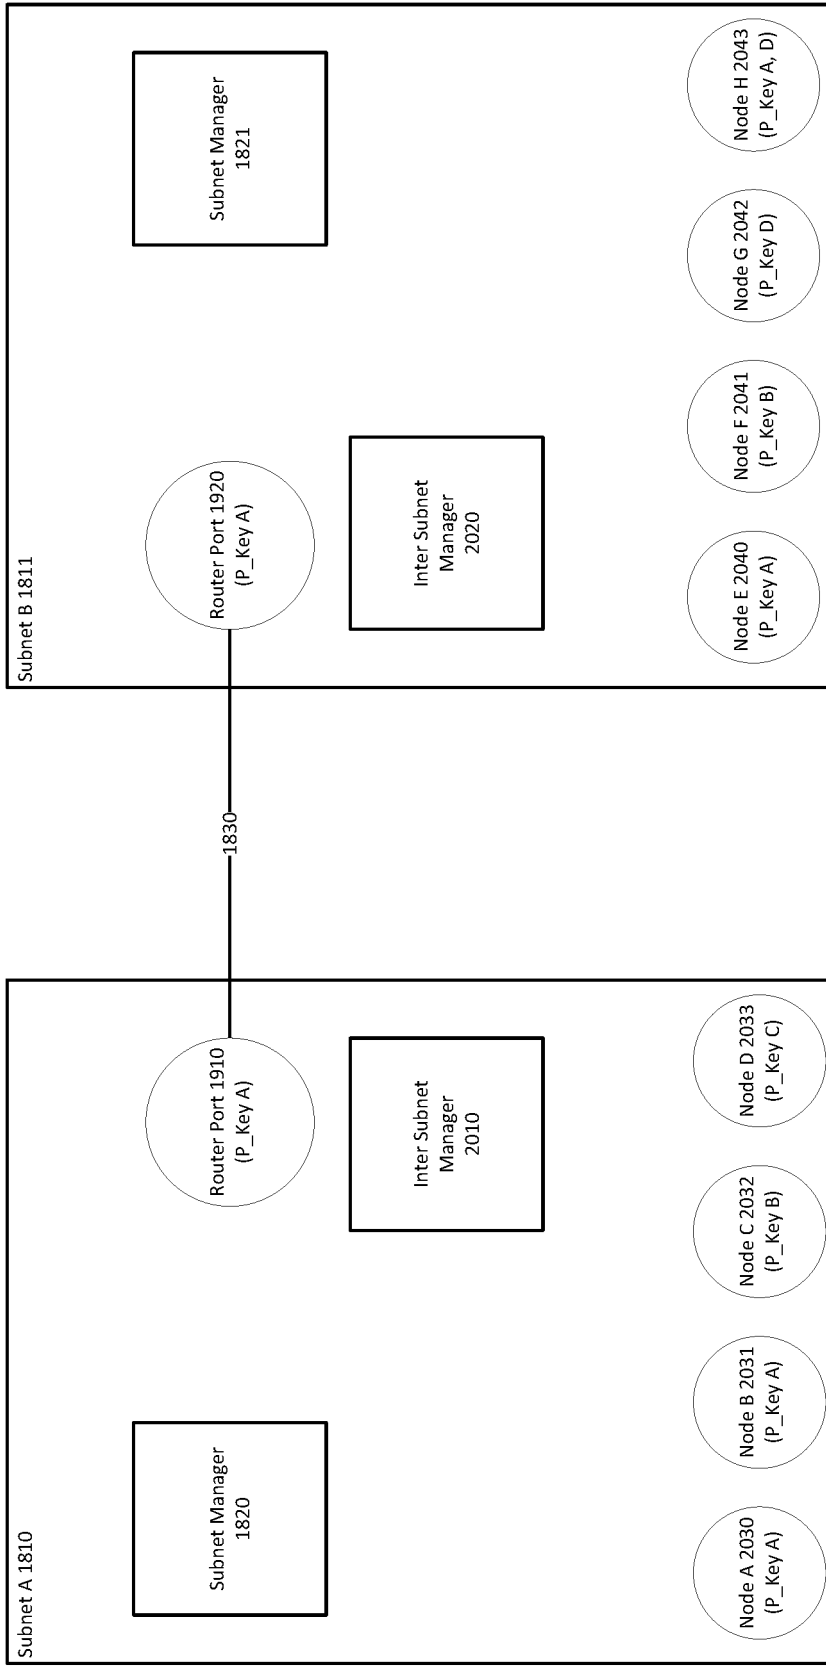 Subnet A 1810
Subnet Manager
1820
Router Port 1910
(P_Key A)
Inter Subnet
Manager
2010
Node A 2030
(P_Key A)
Node B 2031
(P_Key A)
Node C 2032
(P_Key B)
Node D 2033
(P_Key C)
1830
Subnet B 1811
Router Port 1920
(P_Key A)
Subnet Manager
1821
Inter Subnet
Manager
2020
Node E 2040
(P_Key A)
Node F 2041
(P_Key B)
Node G 2042
(P_Key D)
Node H 2043
(P_Key A, D)